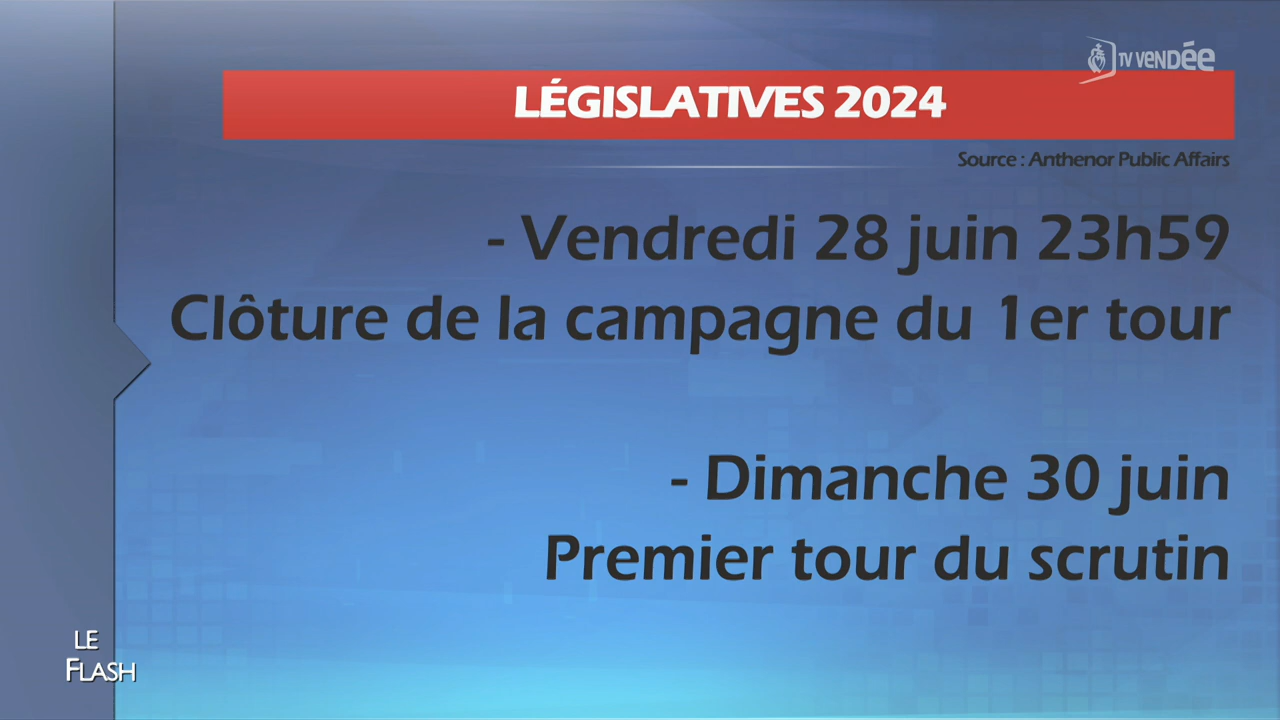 TV VENDÉE
LÉGISLATIVES 2024
Source : Anthenor Public Affairs
- Vendredi 28 juin 23h59
Clôture de la campagne du 1er tour
- Dimanche 30 juin
Premier tour du scrutin
LE
FLASH